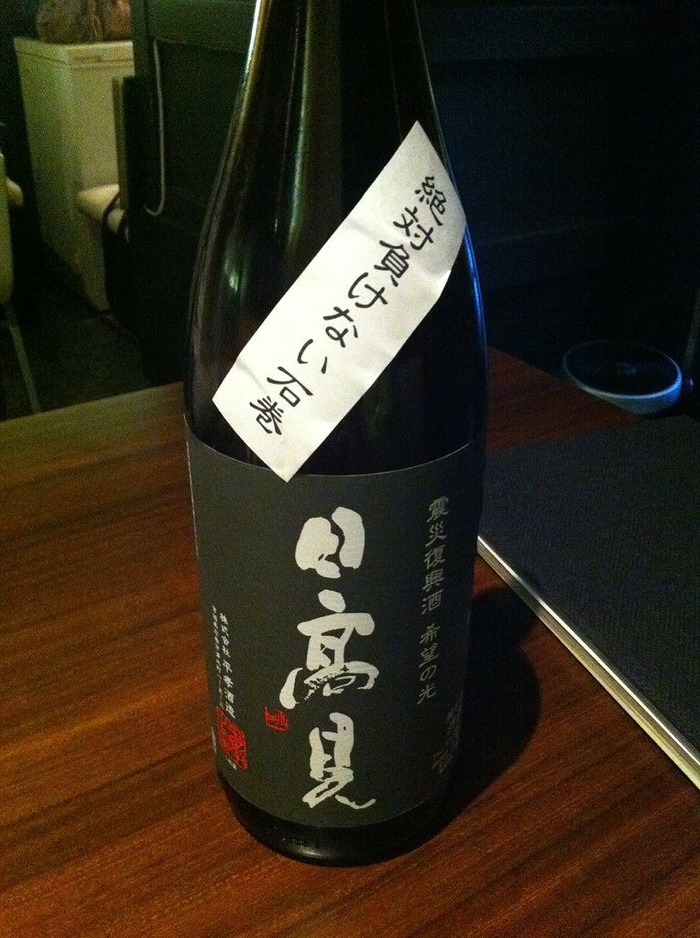 絶対負けない石巻
震災復興酒 希望の光
日高見
株式会社 平孝酒造